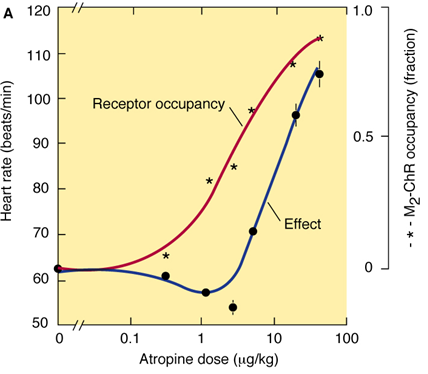 A
120
110
100
90
80
70
60
50
Heart rate (beats/min)
Receptor occupancy
Effect
1.0
0.5
0
- * - M2-ChR occupancy (fraction)
0
0.1
1
10
100
Atropine dose (μg/kg)